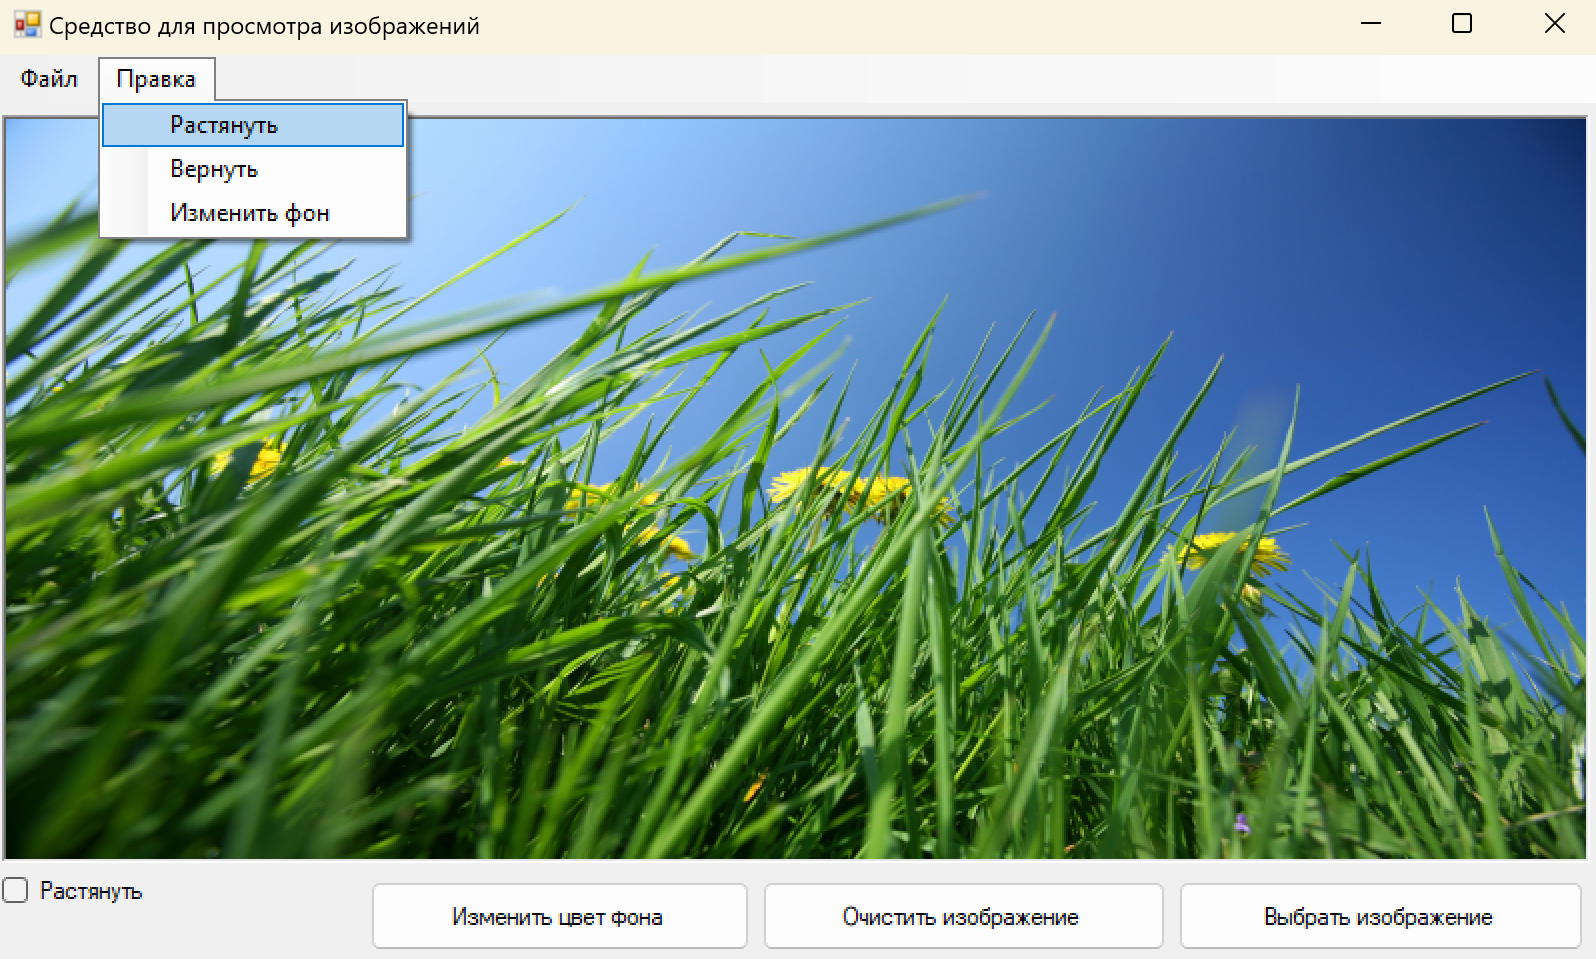 Средство для просмотра изображений
Файл Правка
Растянуть
Вернуть
Изменить фон
Растянуть
Изменить цвет фона Очистить изображение Выбрать изображение